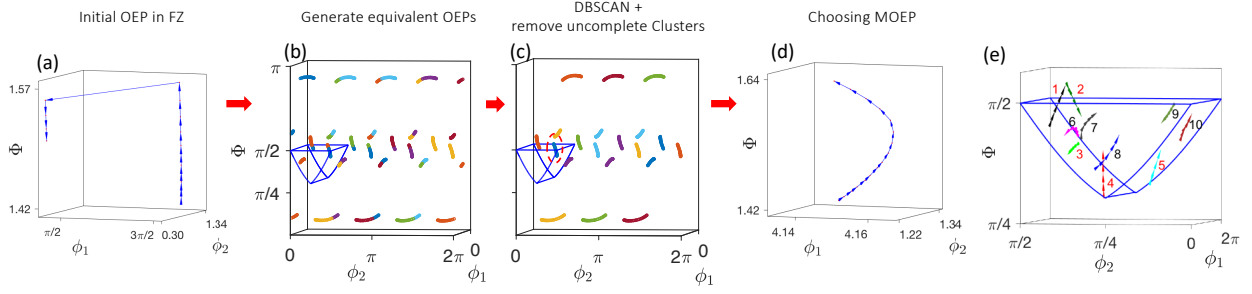 Initial OEP in FZ
Generate equivalent OEPs
DBSCAN +
remove uncomplete Clusters
Choosing MOEP
(a)
1.57
Φ
1.42
π/2
3π/2
0.30
1.34
ϕ1
ϕ2
(b)
π
Φ
π/2
π/4
0
π
2π
0
ϕ2
ϕ1
(c)
0
π
2π
0
ϕ2
ϕ1
(d)
1.64
Φ
1.42
4.14
4.16
1.22
1.34
ϕ1
ϕ2
(e)
π/2
Φ
π/4
π/2
π/4
0
2π
ϕ2
ϕ1
1
2
6
7
3
8
4
5
9
10